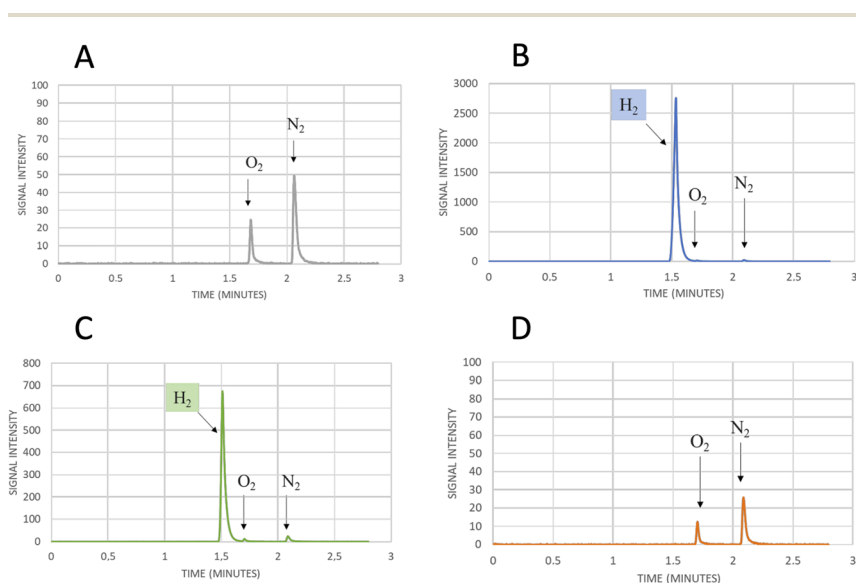 A
SIGNAL INTENSITY
100
90
80
70
60
50
40
30
20
10
0
O₂
N₂
0 0.5 1 1.5 2 2.5 3
TIME (MINUTES)
B
SIGNAL INTENSITY
3000
2500
2000
1500
1000
500
0
H₂
O₂
N₂
0 0.5 1 1.5 2 2.5 3
TIME (MINUTES)
C
SIGNAL INTENSITY
800
700
600
500
400
300
200
100
0
H₂
O₂
N₂
0 0,5 1 1,5 2 2,5 3
TIME (MINUTES)
D
SIGNAL INTENSITY
100
90
80
70
60
50
40
30
20
10
0
O₂
N₂
0 0.5 1 1.5 2 2.5 3
TIME (MINUTES)